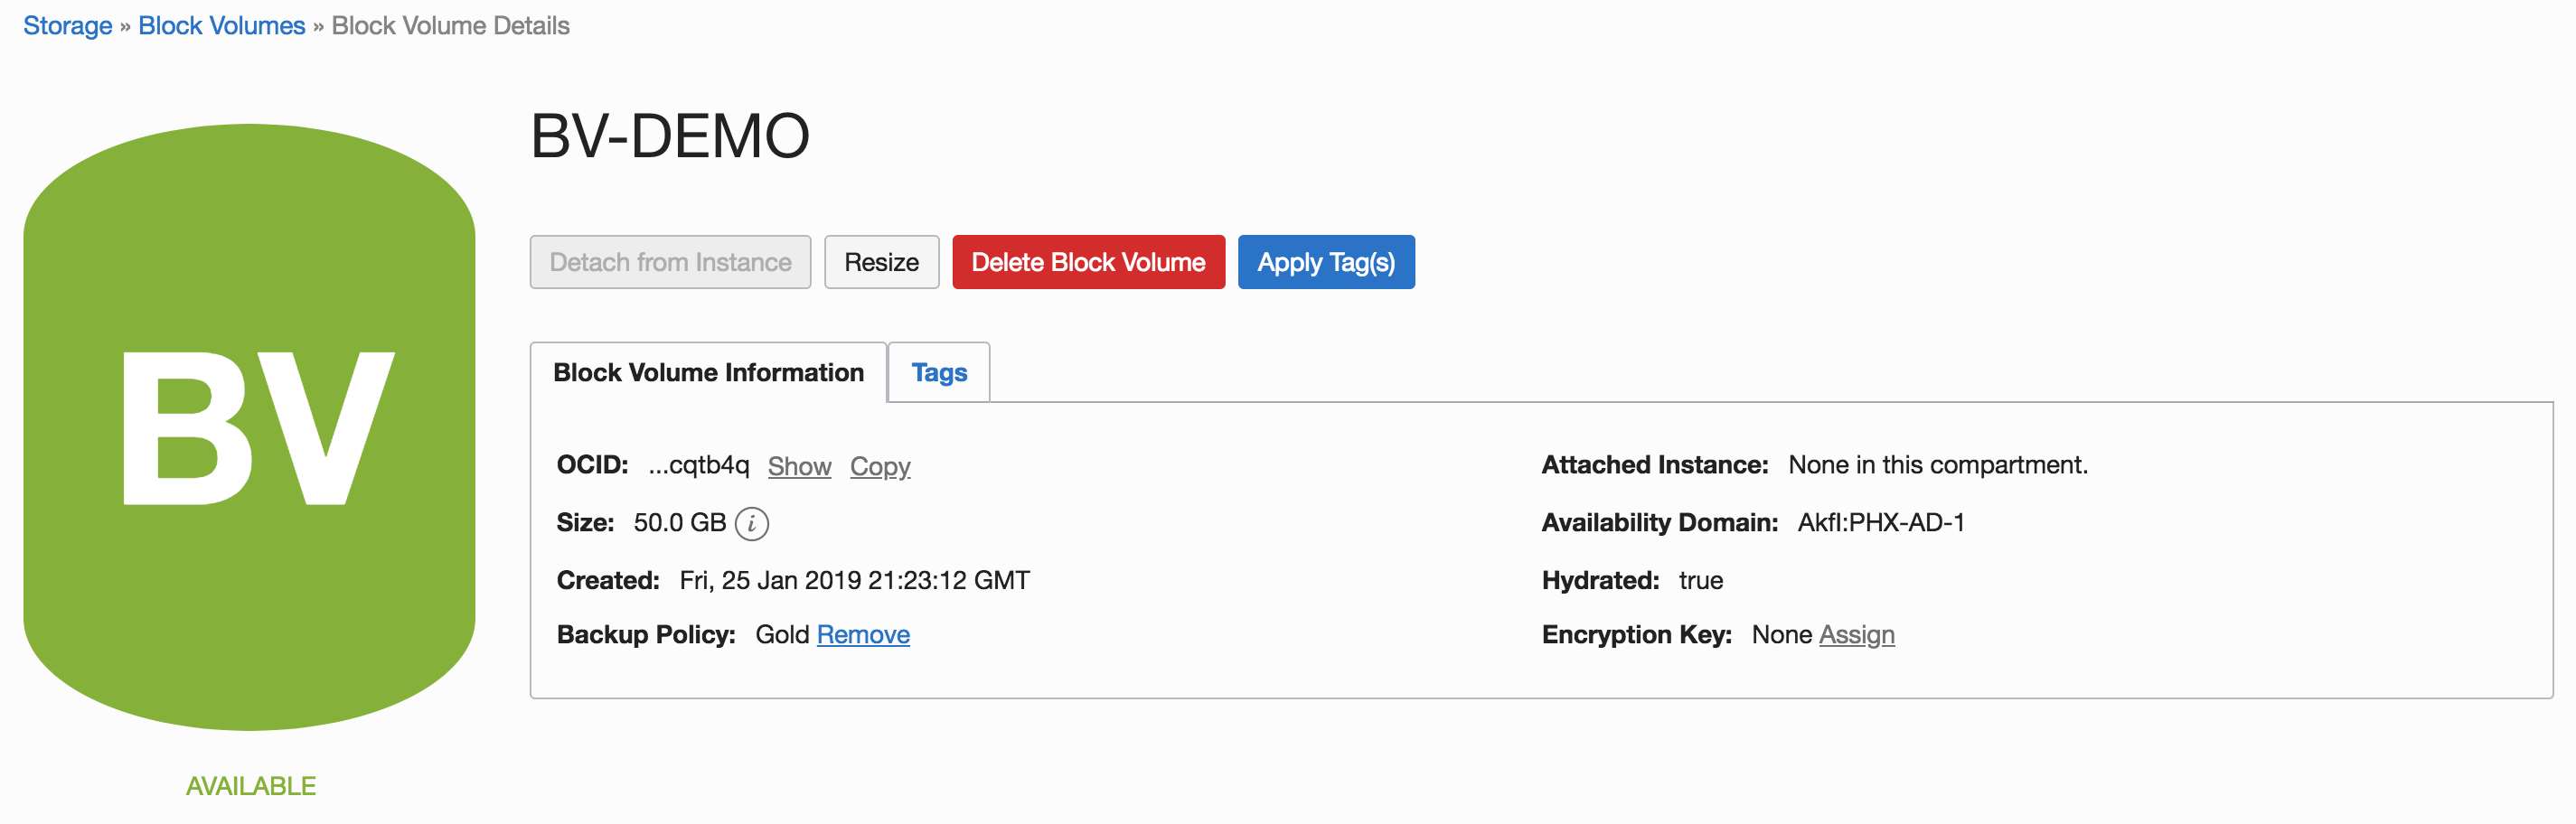 Storage » Block Volumes » Block Volume Details
BV
AVAILABLE
BV-DEMO
Detach from Instance Resize Delete Block Volume Apply Tag(s)
Block Volume Information Tags
OCID: ...cqtb4q Show Copy
Size: 50.0 GB i
Created: Fri, 25 Jan 2019 21:23:12 GMT
Backup Policy: Gold Remove
Attached Instance: None in this compartment.
Availability Domain: Akfl:PHX-AD-1
Hydrated: true
Encryption Key: None Assign